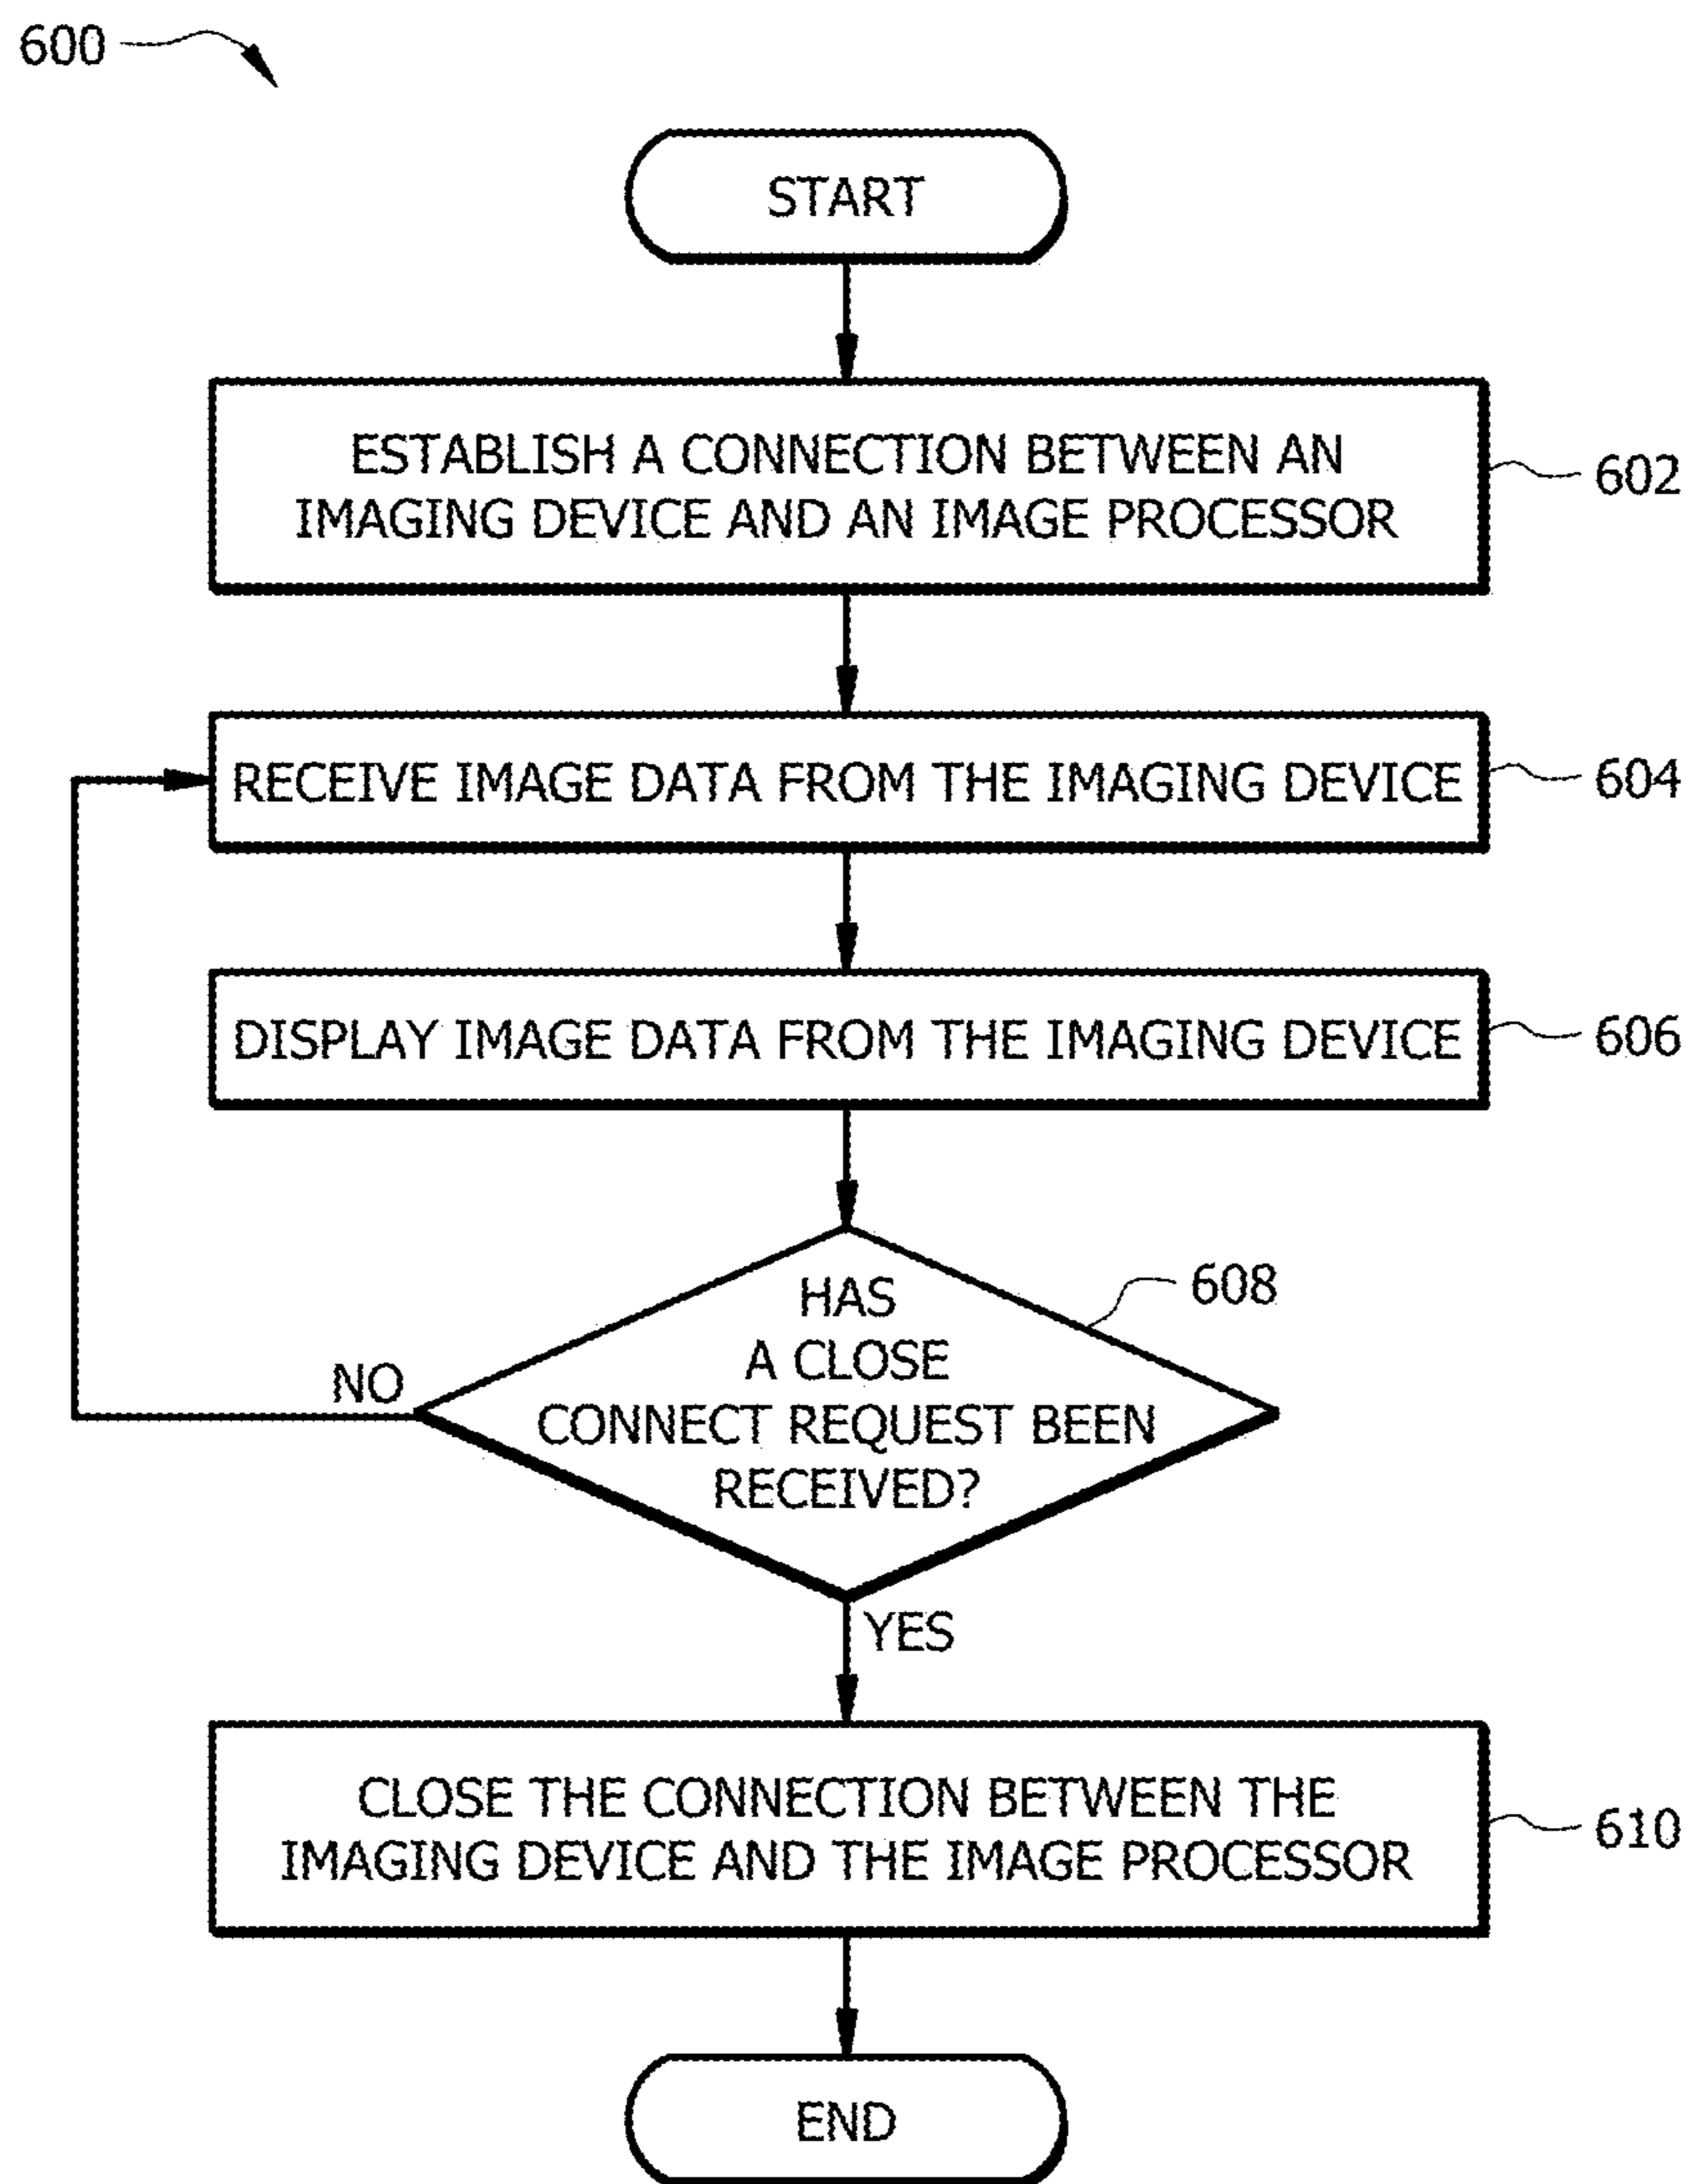 600
START
ESTABLISH A CONNECTION BETWEEN AN
IMAGING DEVICE AND AN IMAGE PROCESSOR
602
RECEIVE IMAGE DATA FROM THE IMAGING DEVICE
604
DISPLAY IMAGE DATA FROM THE IMAGING DEVICE
606
HAS
A CLOSE
CONNECT REQUEST BEEN
RECEIVED?
608
NO
YES
CLOSE THE CONNECTION BETWEEN THE
IMAGING DEVICE AND THE IMAGE PROCESSOR
610
END